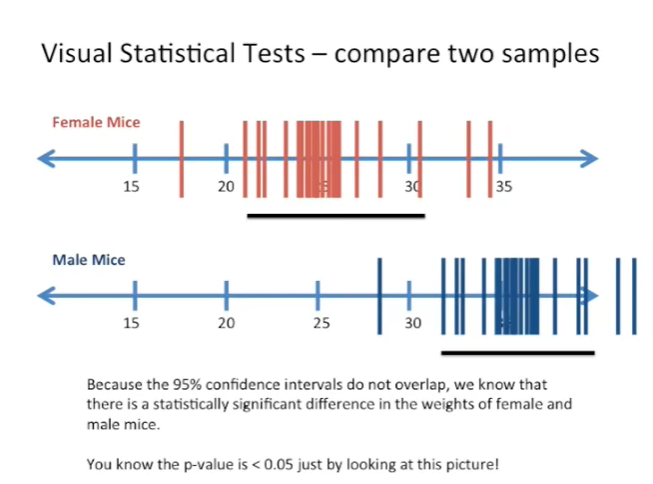 Visual Statistical Tests – compare two samples
Female Mice
15 20 30 35
Male Mice
15 20 25 30
Because the 95% confidence intervals do not overlap, we know that
there is a statistically significant difference in the weights of female and
male mice.
You know the p-value is < 0.05 just by looking at this picture!